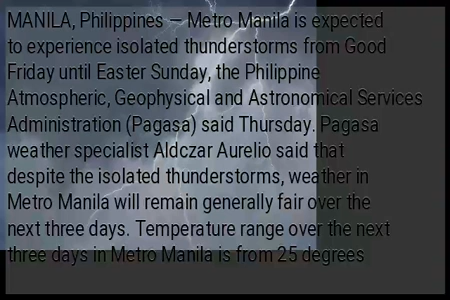 MANILA, Philippines — Metro Manila is expected
to experience isolated thunderstorms from Good
Friday until Easter Sunday, the Philippine
Atmospheric, Geophysical and Astronomical Services
Administration (Pagasa) said Thursday. Pagasa
weather specialist Aldczar Aurelio said that
despite the isolated thunderstorms, weather in
Metro Manila will remain generally fair over the
next three days. Temperature range over the next
three days in Metro Manila is from 25 degrees